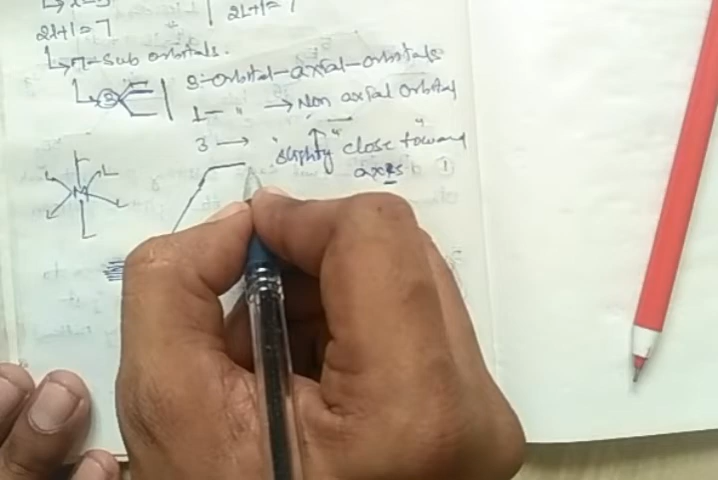 2l+1=7
2l+1=7
7-sub orbitals.
3-orbital-axial-orbitals
1- " → Non axial orbital
3 → slightly close toward
axes
M
L L L L L L